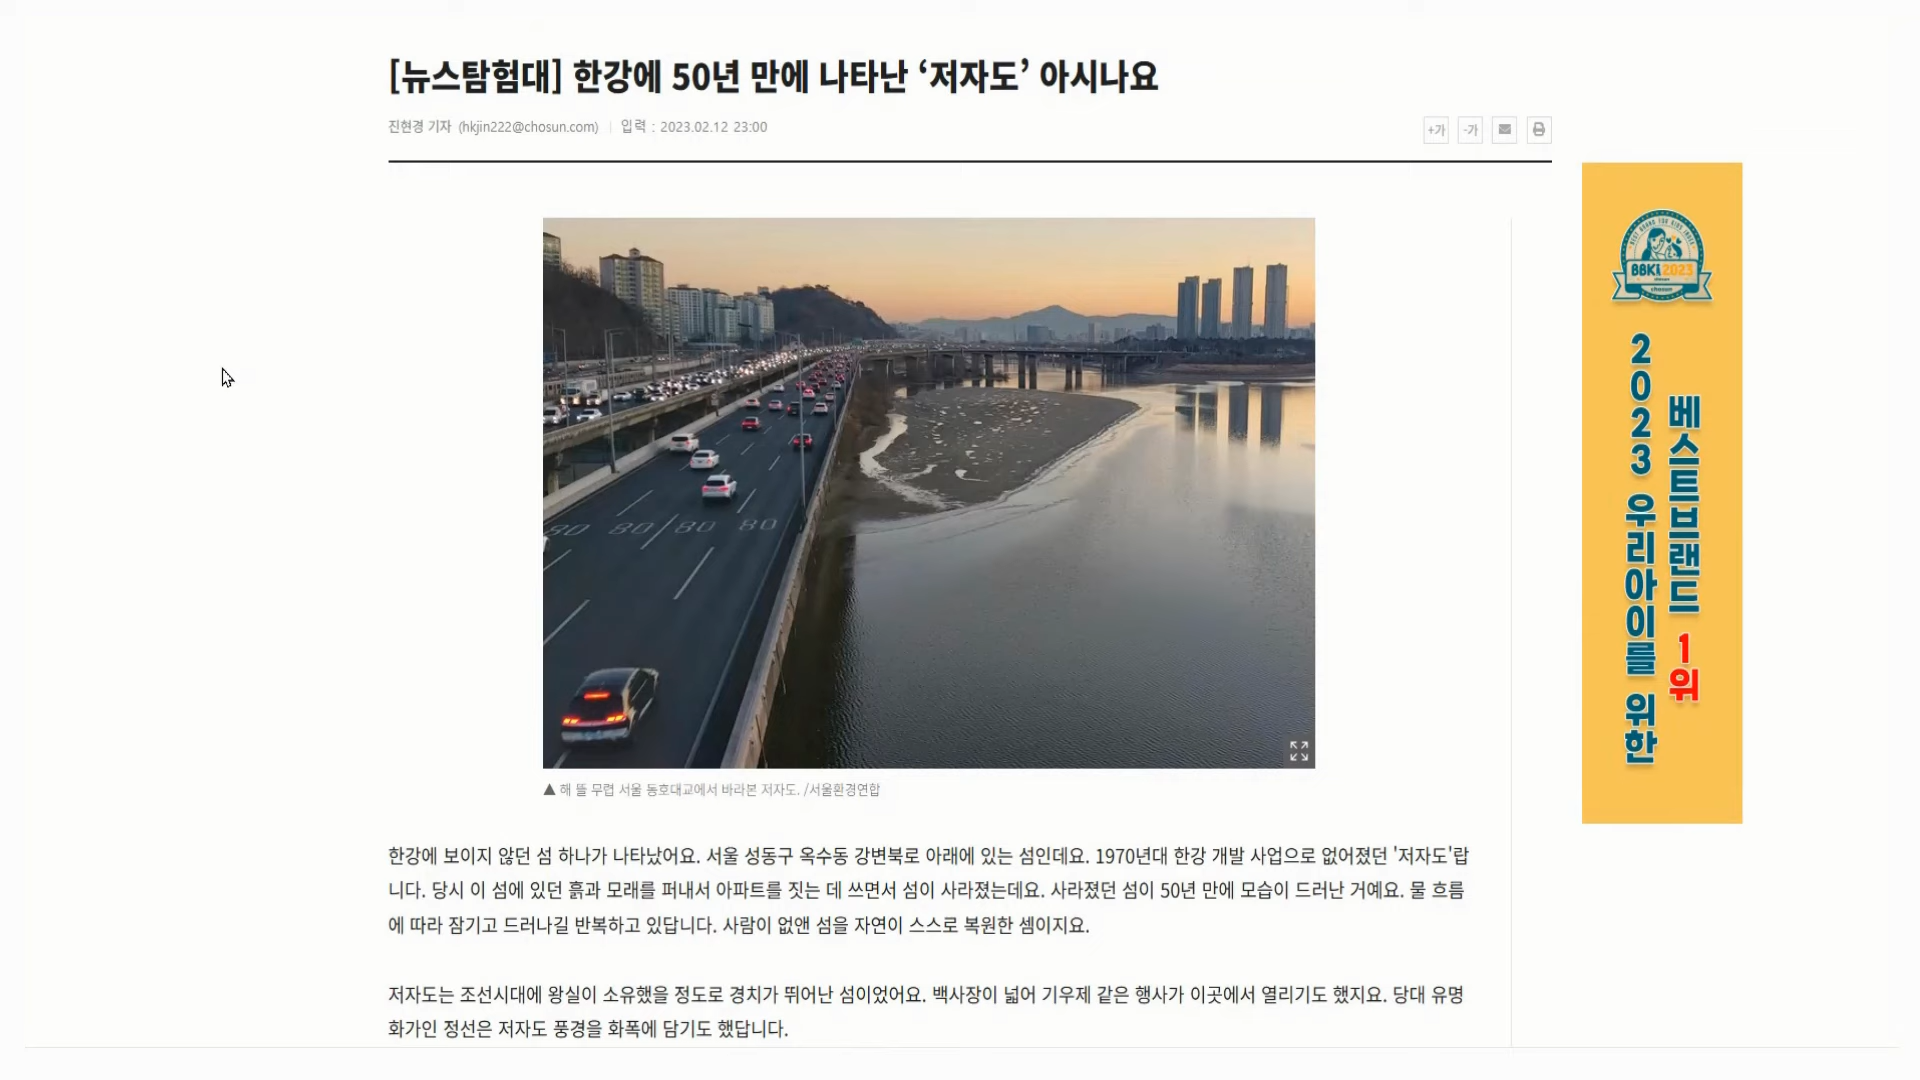 [뉴스탐험대] 한강에 50년 만에 나타난 ‘저자도’ 아시나요
진현경 기자 (hkjin222@chosun.com) | 입력 : 2023.02.12 23:00
+가 -가
80 80 80 80
▲ 해 뜰 무렵 서울 동호대교에서 바라본 저자도. /서울환경연합
한강에 보이지 않던 섬 하나가 나타났어요. 서울 성동구 옥수동 강변북로 아래에 있는 섬인데요. 1970년대 한강 개발 사업으로 없어졌던 '저자도'랍
니다. 당시 이 섬에 있던 흙과 모래를 퍼내서 아파트를 짓는 데 쓰면서 섬이 사라졌는데요. 사라졌던 섬이 50년 만에 모습이 드러난 거예요. 물 흐름
에 따라 잠기고 드러나길 반복하고 있답니다. 사람이 없앤 섬을 자연이 스스로 복원한 셈이지요.
저자도는 조선시대에 왕실이 소유했을 정도로 경치가 뛰어난 섬이었어요. 백사장이 넓어 기우제 같은 행사가 이곳에서 열리기도 했지요. 당대 유명
화가인 정선은 저자도 풍경을 화폭에 담기도 했답니다.
BEST BRAND FOR KIDS INDEX
BBKI 2023
chosun
2023 우리아이를 위한
베스트브랜드 1위